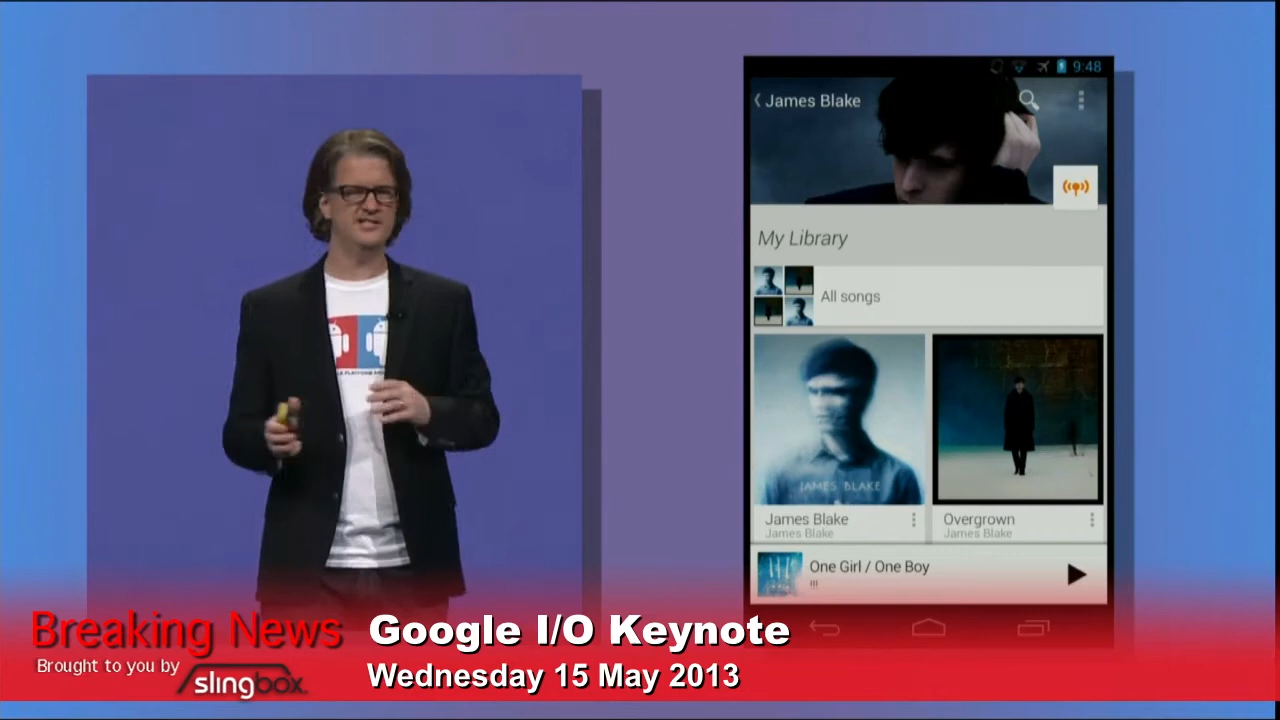 9:48
James Blake
My Library
All songs
JAMES BLAKE
James Blake
James Blake
Overgrown
James Blake
One Girl / One Boy
!!!
Breaking News
Brought to you by
slingbox.
Google I/O Keynote
Wednesday 15 May 2013